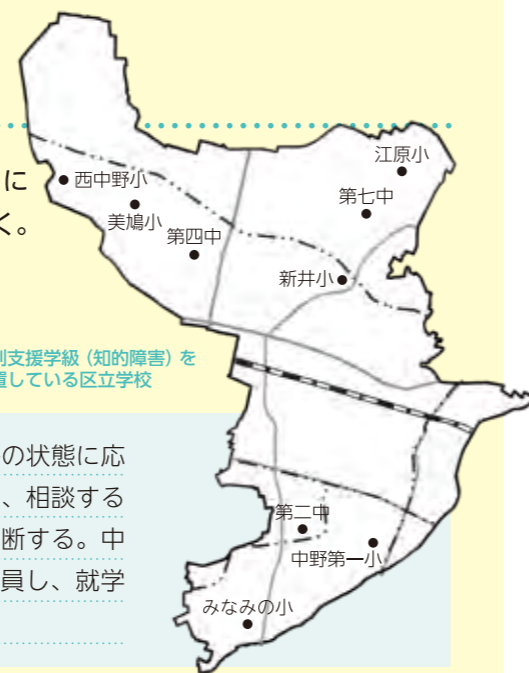 に
く。
江原小
西中野小
第七中
美鳩小
第四中
新井小
別支援学級（知的障害）を
置している区立学校
の状態に応
、相談する
断する。中
員し、就学
第二中
中野第一小
みなみの小